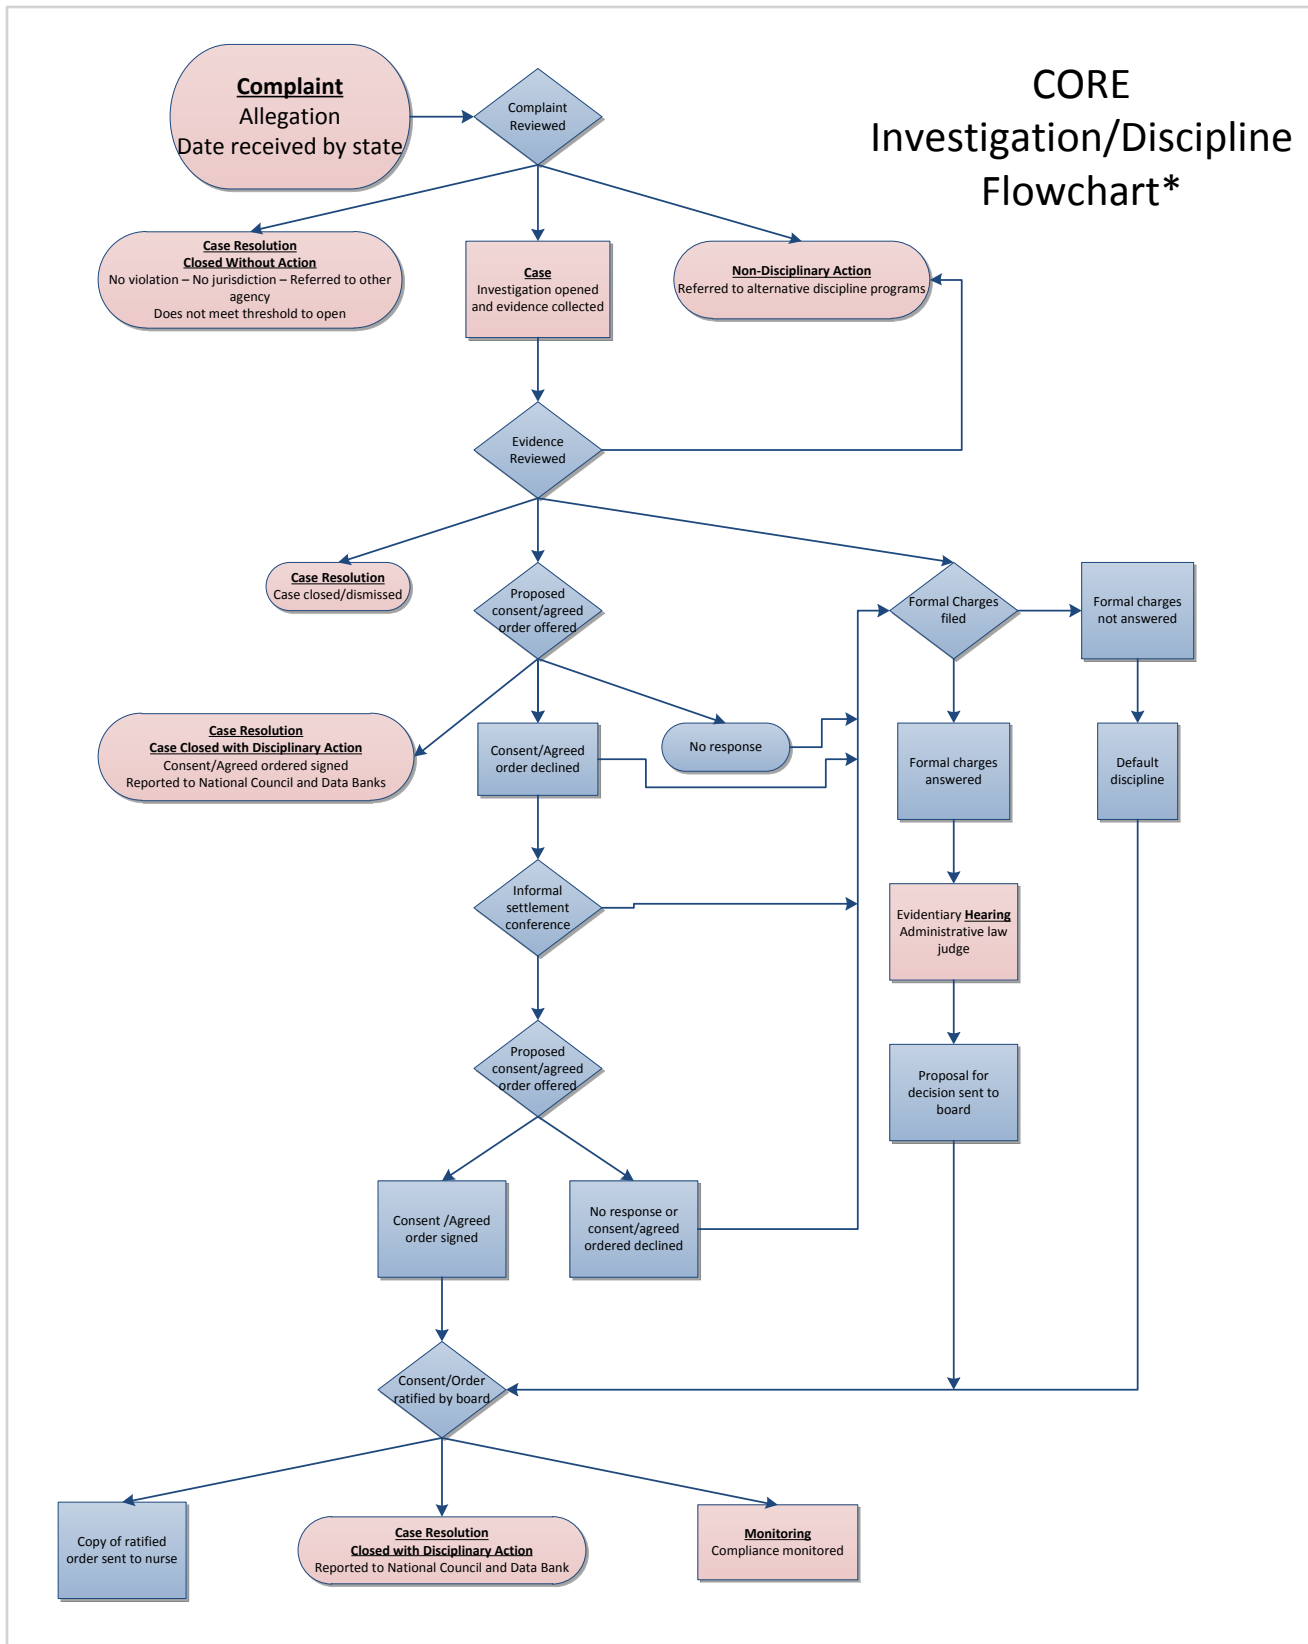 CORE
Investigation/Discipline
Flowchart*
Complaint
Allegation
Date received by state
Complaint
Reviewed
Case Resolution
Closed Without Action
No violation – No jurisdiction – Referred to other
agency
Does not meet threshold to open
Case
Investigation opened
and evidence collected
Non-Disciplinary Action
Referred to alternative discipline programs
Evidence
Reviewed
Case Resolution
Case closed/dismissed
Proposed
consent/agreed
order offered
Formal Charges
filed
Formal charges
not answered
Case Resolution
Case Closed with Disciplinary Action
Consent/Agreed ordered signed
Reported to National Council and Data Banks
Consent/Agreed
order declined
No response
Formal charges
answered
Default
discipline
Informal
settlement
conference
Evidentiary Hearing
Administrative law
judge
Proposed
consent/agreed
order offered
Proposal for
decision sent to
board
Consent /Agreed
order signed
No response or
consent/agreed
ordered declined
Consent/Order
ratified by board
Copy of ratified
order sent to nurse
Case Resolution
Closed with Disciplinary Action
Reported to National Council and Data Bank
Monitoring
Compliance monitored